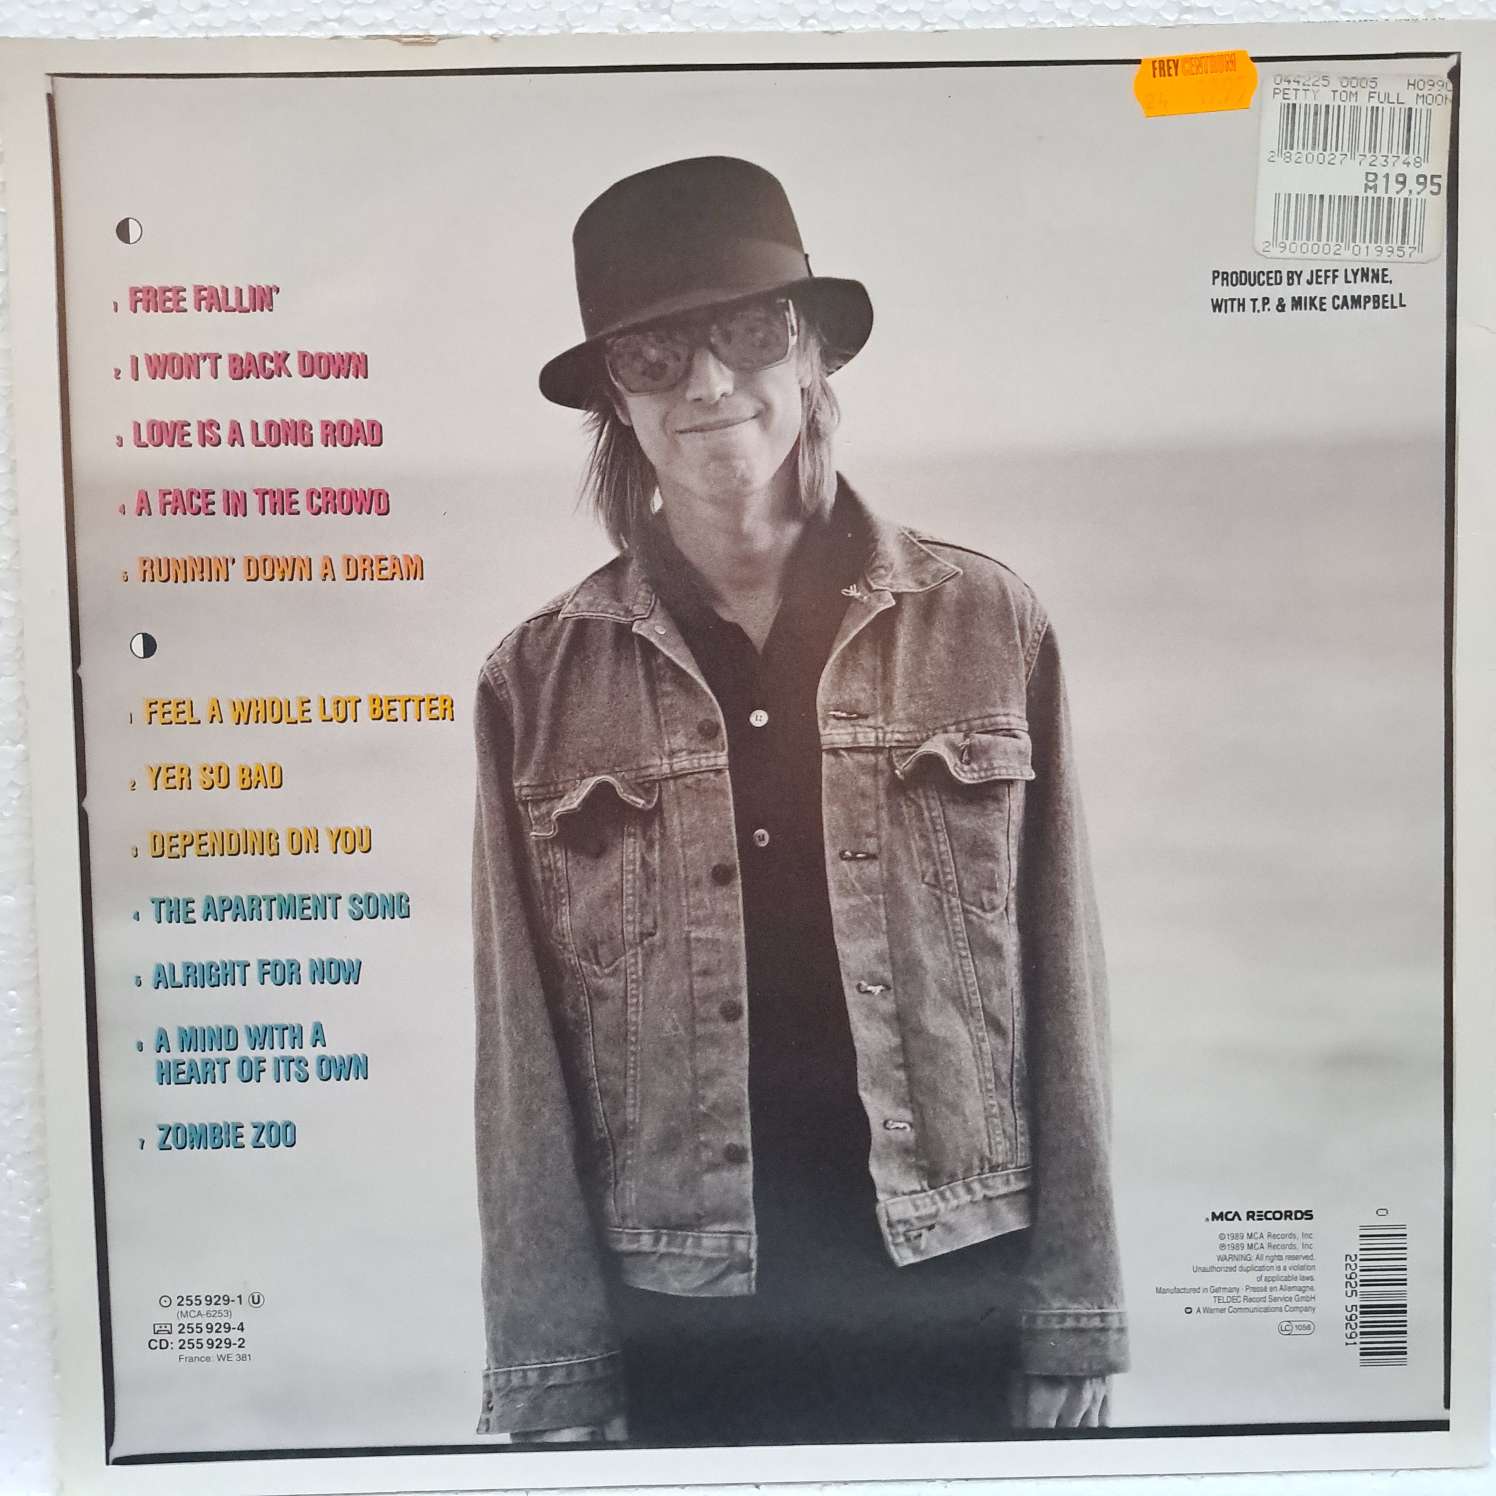 FREY CENTRUM
044225 0005 H099
PETTY TOM FULL MOON
2 820027 723748
DM19,95
2 900002 019957
PRODUCED BY JEFF LYNNE,
WITH T.P. & MIKE CAMPBELL
1 FREE FALLIN'
2 I WON'T BACK DOWN
3 LOVE IS A LONG ROAD
4 A FACE IN THE CROWD
5 RUNNIN' DOWN A DREAM
1 FEEL A WHOLE LOT BETTER
2 YER SO BAD
3 DEPENDING ON YOU
4 THE APARTMENT SONG
5 ALRIGHT FOR NOW
6 A MIND WITH A
HEART OF ITS OWN
7 ZOMBIE ZOO
255 929-1 U
(MCA-6253)
255 929-4
CD: 255 929-2
France: WE 381
MCA RECORDS
©1989 MCA Records, Inc.
℗1989 MCA Records, Inc.
WARNING: All rights reserved.
Unauthorized duplication is a violation
of applicable laws.
Manufactured in Germany · Pressé en Allemagne.
TELDEC Record Service GmbH
A Warner Communications Company
LC 1056
0
22925 59291